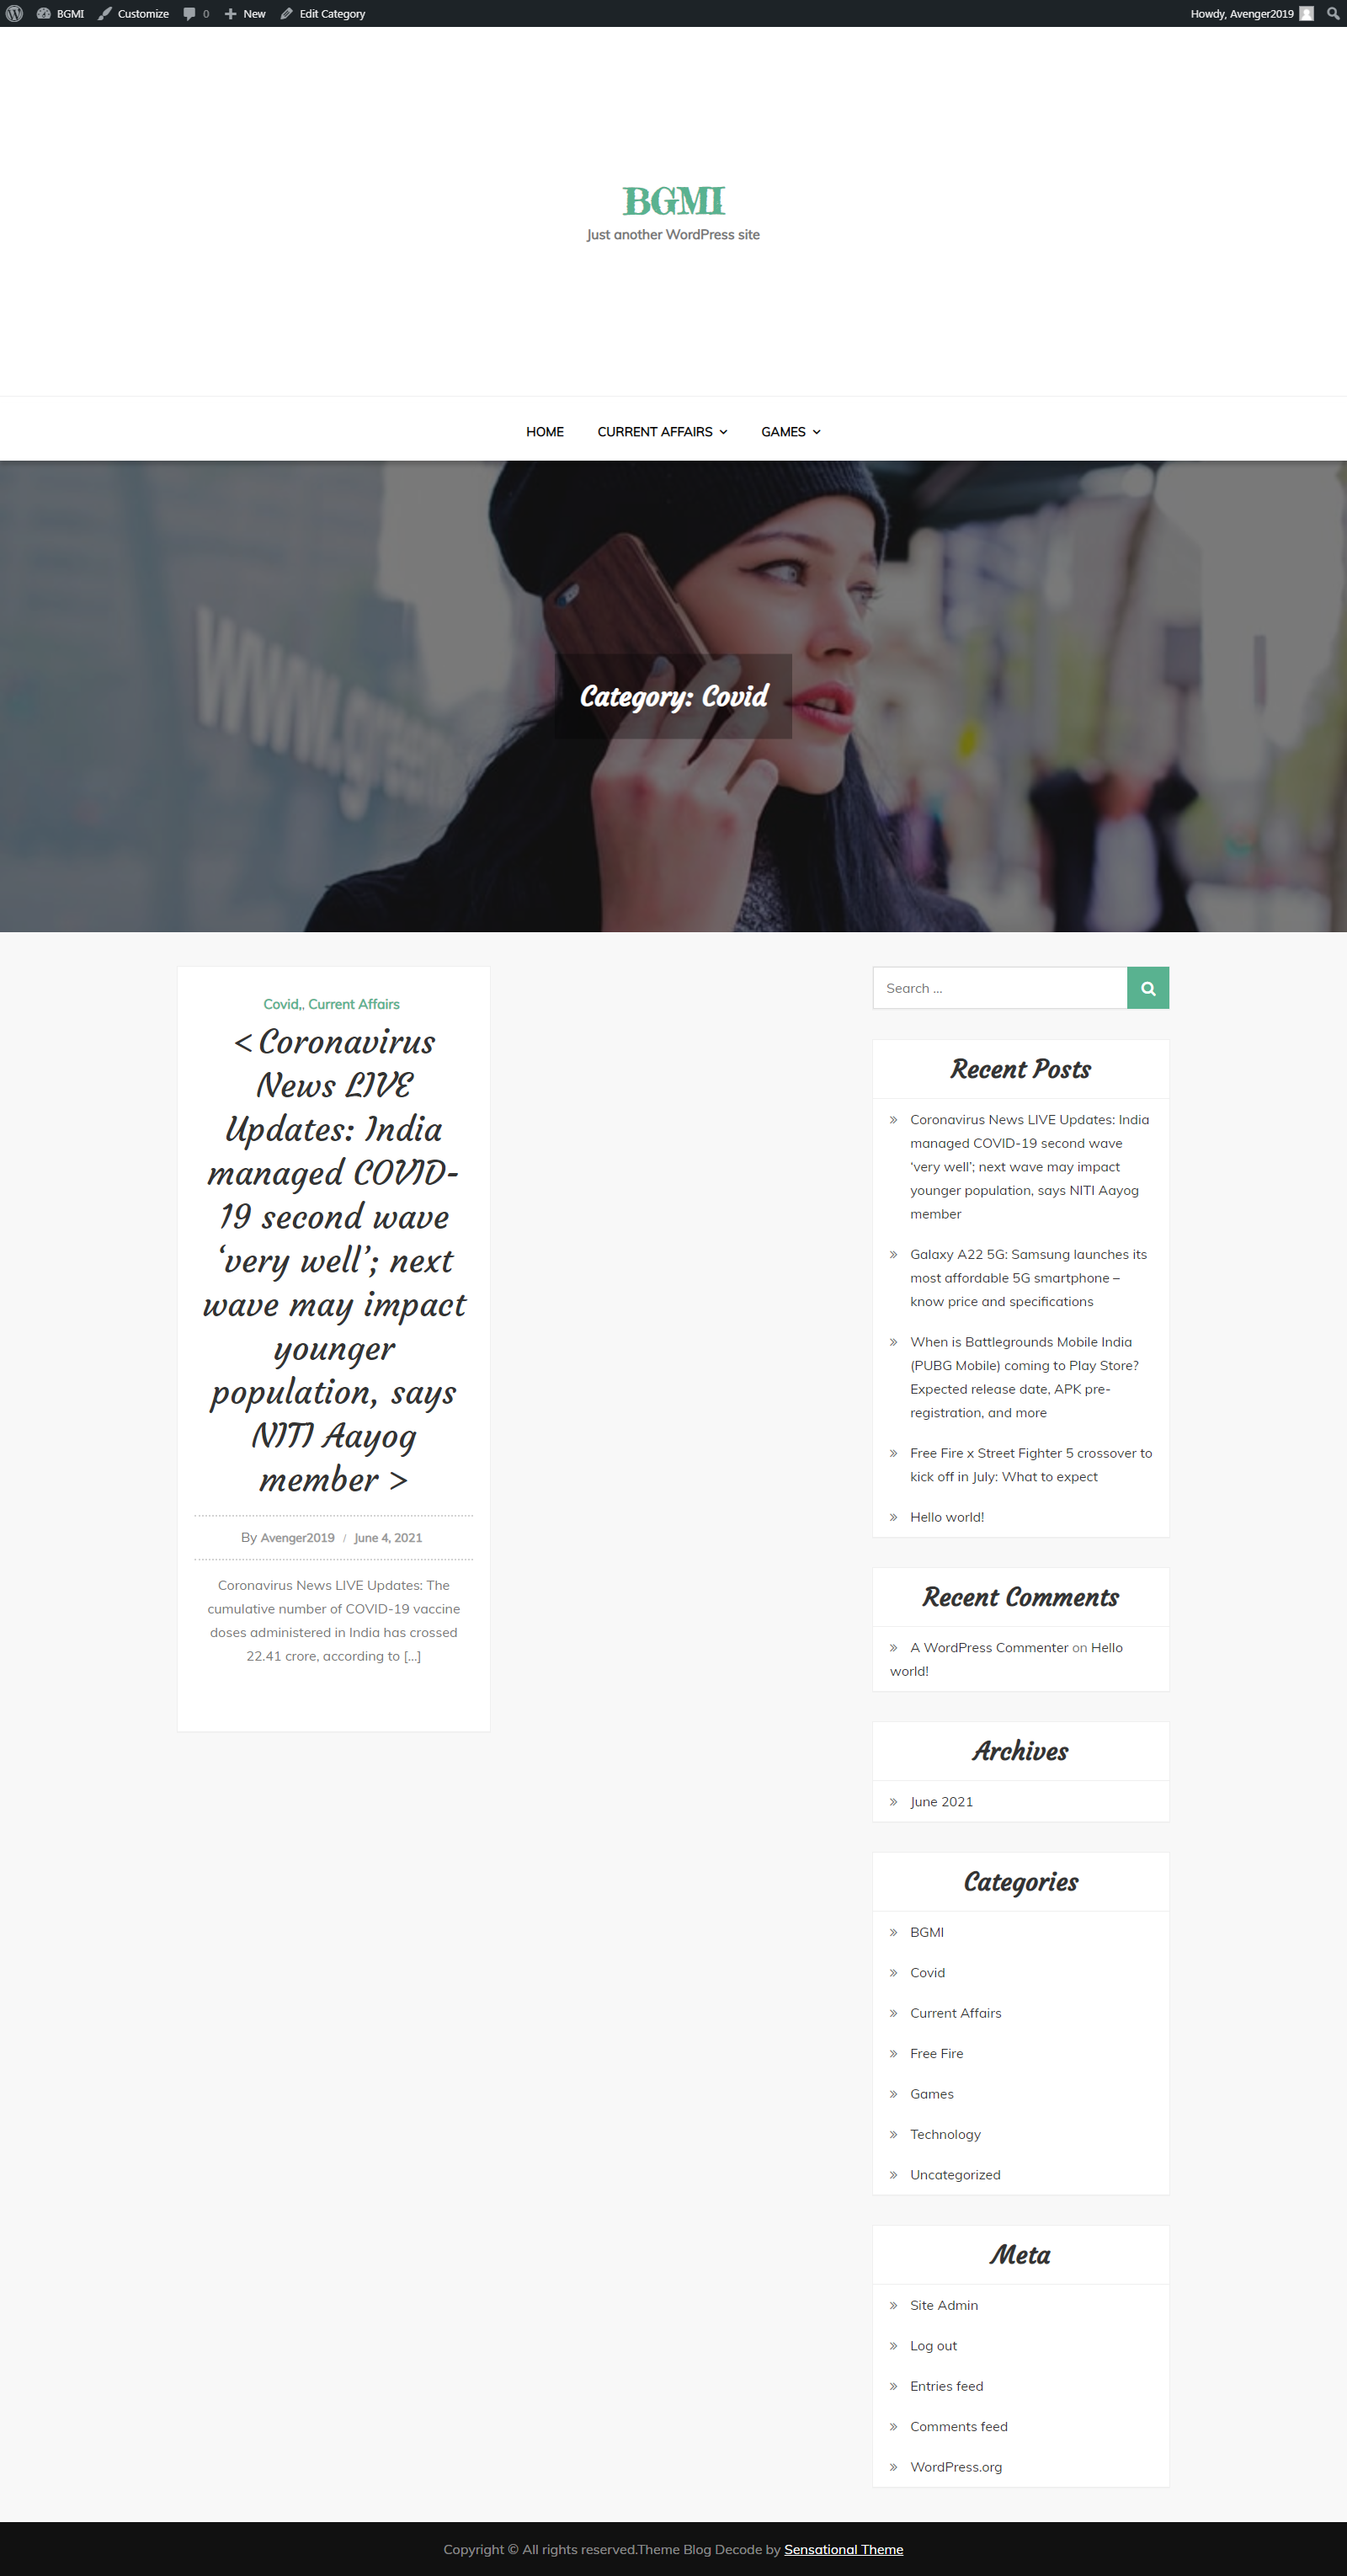 BGMI
Customize
0
New
Edit Category
Howdy, Avenger2019
BGMI
Just another WordPress site
HOME
CURRENT AFFAIRS
GAMES
www.green
Category: Covid
Covid,, Current Affairs
< Coronavirus
News LIVE
Updates: India
managed COVID-
19 second wave
‘very well’; next
wave may impact
younger
population, says
NITI Aayog
member >
By Avenger2019 / June 4, 2021
Coronavirus News LIVE Updates: The
cumulative number of COVID-19 vaccine
doses administered in India has crossed
22.41 crore, according to [...]
Search ...
Recent Posts
Coronavirus News LIVE Updates: India
managed COVID-19 second wave
‘very well’; next wave may impact
younger population, says NITI Aayog
member
Galaxy A22 5G: Samsung launches its
most affordable 5G smartphone –
know price and specifications
When is Battlegrounds Mobile India
(PUBG Mobile) coming to Play Store?
Expected release date, APK pre-
registration, and more
Free Fire x Street Fighter 5 crossover to
kick off in July: What to expect
Hello world!
Recent Comments
A WordPress Commenter on Hello
world!
Archives
June 2021
Categories
BGMI
Covid
Current Affairs
Free Fire
Games
Technology
Uncategorized
Meta
Site Admin
Log out
Entries feed
Comments feed
WordPress.org
Copyright © All rights reserved.Theme Blog Decode by Sensational Theme